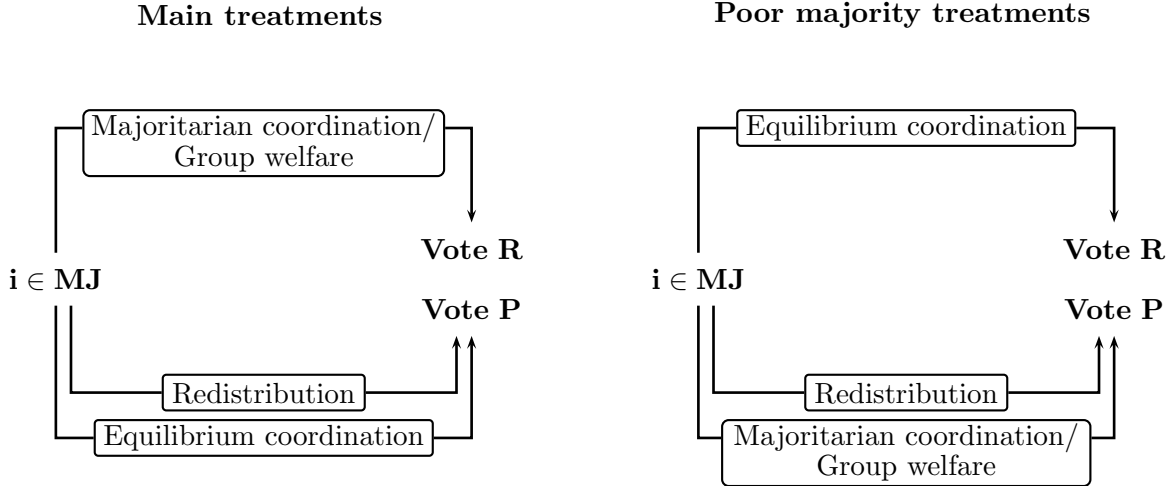 Main treatments
Majoritarian coordination/
Group welfare
Vote R
i ∈ MJ
Vote P
Redistribution
Equilibrium coordination
Poor majority treatments
Equilibrium coordination
Vote R
i ∈ MJ
Vote P
Redistribution
Majoritarian coordination/
Group welfare